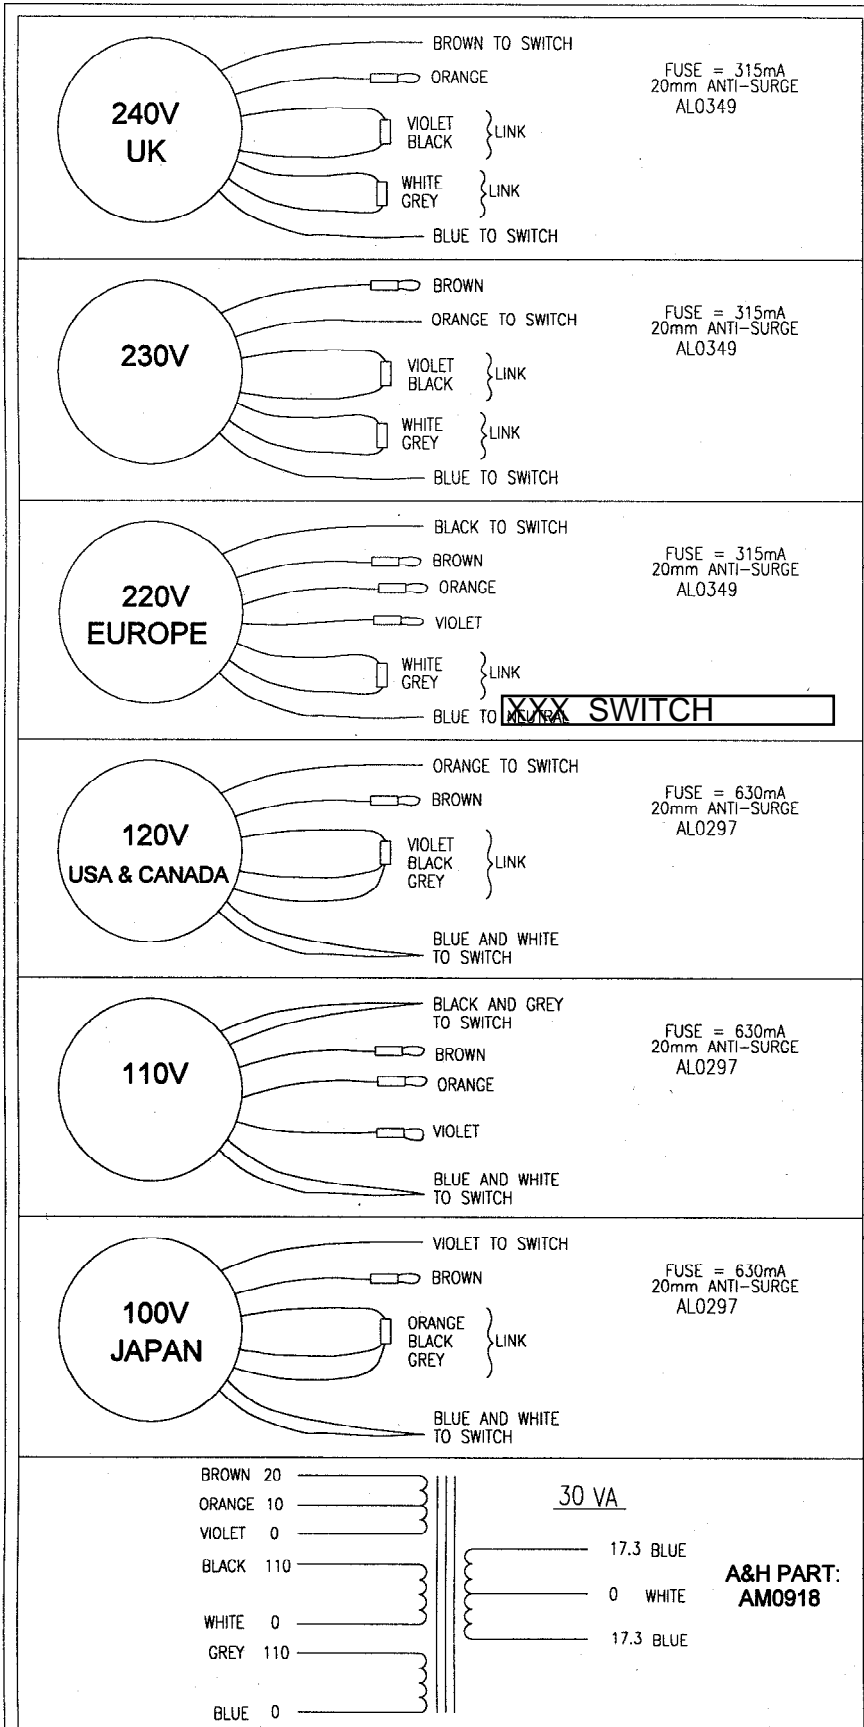 BROWN TO SWITCH
ORANGE
VIOLET
BLACK
LINK
WHITE
GREY
LINK
BLUE TO SWITCH
240V
UK
FUSE = 315mA
20mm ANTI-SURGE
AL0349
BROWN
ORANGE TO SWITCH
VIOLET
BLACK
LINK
WHITE
GREY
LINK
BLUE TO SWITCH
230V
FUSE = 315mA
20mm ANTI-SURGE
AL0349
BLACK TO SWITCH
BROWN
ORANGE
VIOLET
WHITE
GREY
LINK
BLUE TO NEUTRAL XXX SWITCH
220V
EUROPE
FUSE = 315mA
20mm ANTI-SURGE
AL0349
ORANGE TO SWITCH
BROWN
VIOLET
BLACK
GREY
LINK
BLUE AND WHITE
TO SWITCH
120V
USA & CANADA
FUSE = 630mA
20mm ANTI-SURGE
AL0297
BLACK AND GREY
TO SWITCH
BROWN
ORANGE
VIOLET
BLUE AND WHITE
TO SWITCH
110V
FUSE = 630mA
20mm ANTI-SURGE
AL0297
VIOLET TO SWITCH
BROWN
ORANGE
BLACK
GREY
LINK
BLUE AND WHITE
TO SWITCH
100V
JAPAN
FUSE = 630mA
20mm ANTI-SURGE
AL0297
BROWN 20
ORANGE 10
VIOLET 0
BLACK 110
WHITE 0
GREY 110
BLUE 0
30 VA
17.3 BLUE
0 WHITE
17.3 BLUE
A&H PART:
AM0918